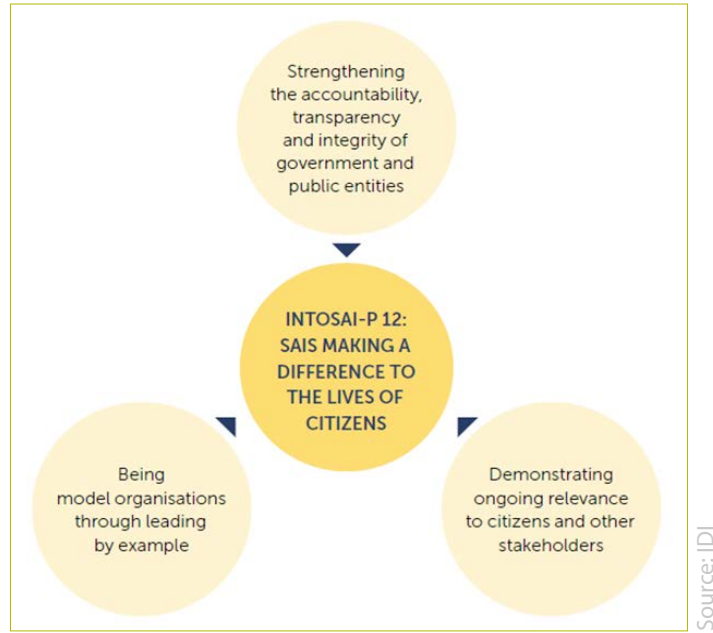 Strengthening
the accountability,
transparency
and integrity of
government and
public entities
INTOSAI-P 12:
SAIS MAKING A
DIFFERENCE TO
THE LIVES OF
CITIZENS
Being
model organisations
through leading
by example
Demonstrating
ongoing relevance
to citizens and other
stakeholders
Source: IDI